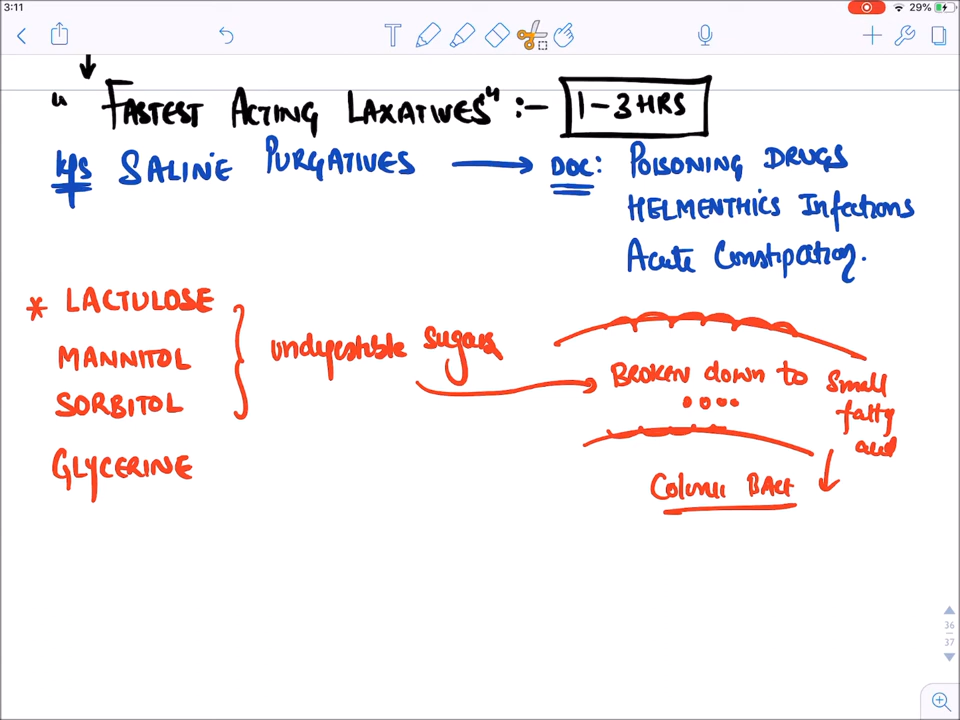 3:11
29%
" FASTEST ACTING LAXATIVES" :- 1-3 HRS
k/as SALINE PURGATIVES → DOC: POISONING DRUGS
HELMENTHICS Infections
Acute Constipation.
* LACTULOSE
MANNITOL
SORBITOL
GLYCERINE
undigestible sugars
Broken down to small
fatty
acid
Colonic BAct
36
37